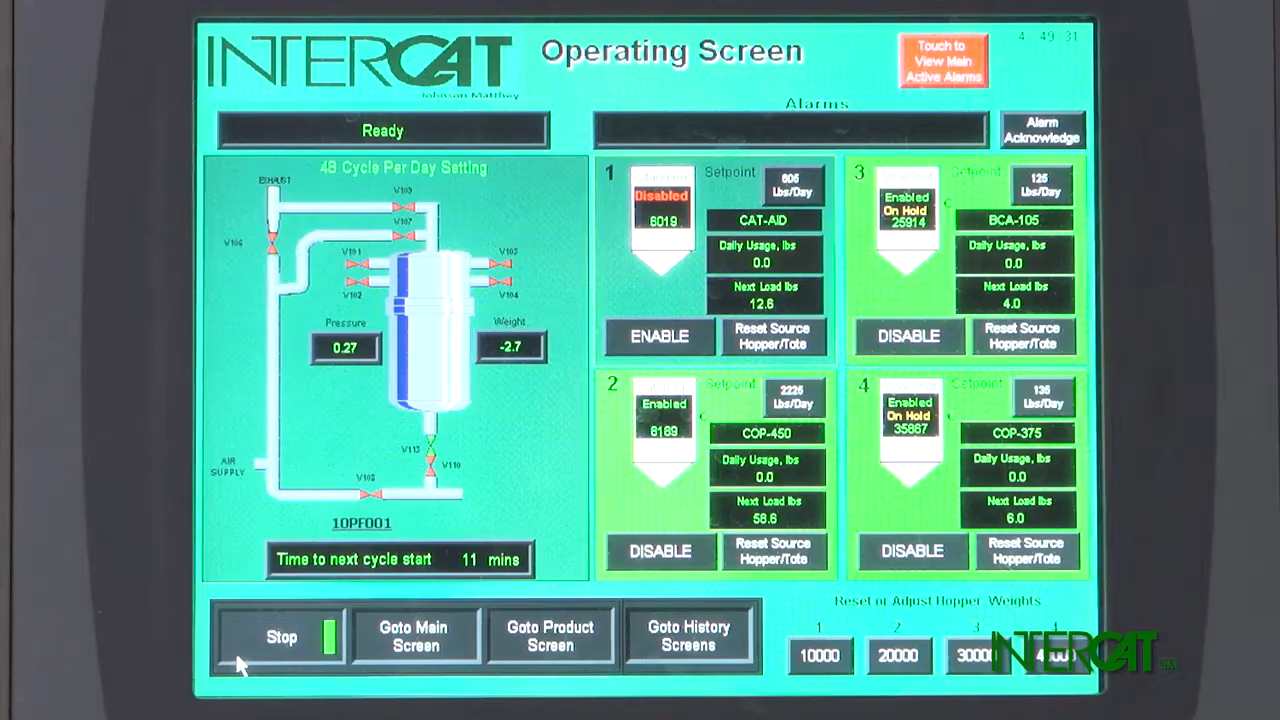 INTERCAT
Johnson Matthey
Operating Screen
Touch to
View Main
Active Alarms
4 49 31
Alarms
Ready
Alarm
Acknowledge
48 Cycle Per Day Setting
EXHAUST
V109
V107
V106
V101
V103
V102
V104
Pressure
0.27
Weight
-2.7
V113
V110
AIR
SUPPLY
V108
10PF001
Time to next cycle start 11 mins
1
Disabled
6019
Setpoint
605
Lbs/Day
CAT-AID
Daily Usage, lbs
0.0
Next Load lbs
12.6
ENABLE
Reset Source
Hopper/Tote
3
Enabled
On Hold
25914
Setpoint
125
Lbs/Day
BCA-105
Daily Usage, lbs
0.0
Next Load lbs
4.0
DISABLE
Reset Source
Hopper/Tote
2
Enabled
8189
Setpoint
2225
Lbs/Day
COP-450
Daily Usage, lbs
0.0
Next Load lbs
58.6
DISABLE
Reset Source
Hopper/Tote
4
Enabled
On Hold
35867
Setpoint
135
Lbs/Day
COP-375
Daily Usage, lbs
0.0
Next Load lbs
6.0
DISABLE
Reset Source
Hopper/Tote
Stop
Goto Main
Screen
Goto Product
Screen
Goto History
Screens
Reset or Adjust Hopper Weights
1 2 3 4
10000 20000 30000
INTERCAT JM